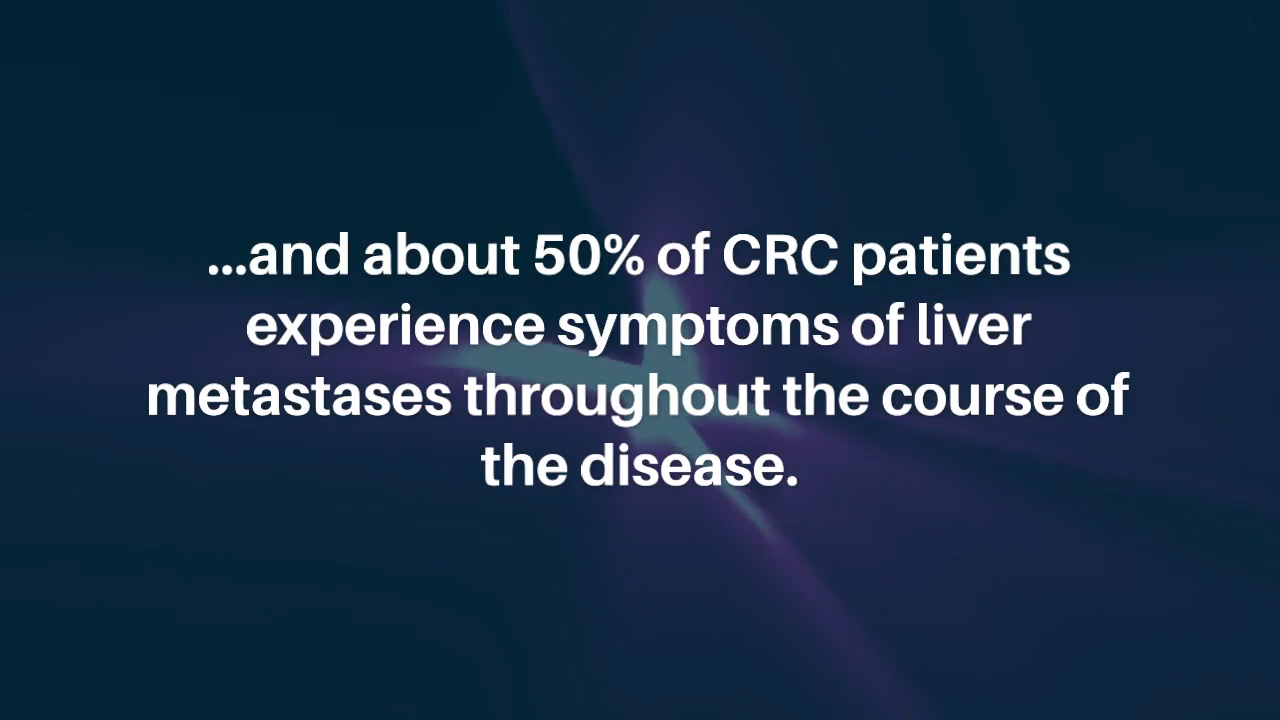 ...and about 50% of CRC patients
experience symptoms of liver
metastases throughout the course of
the disease.